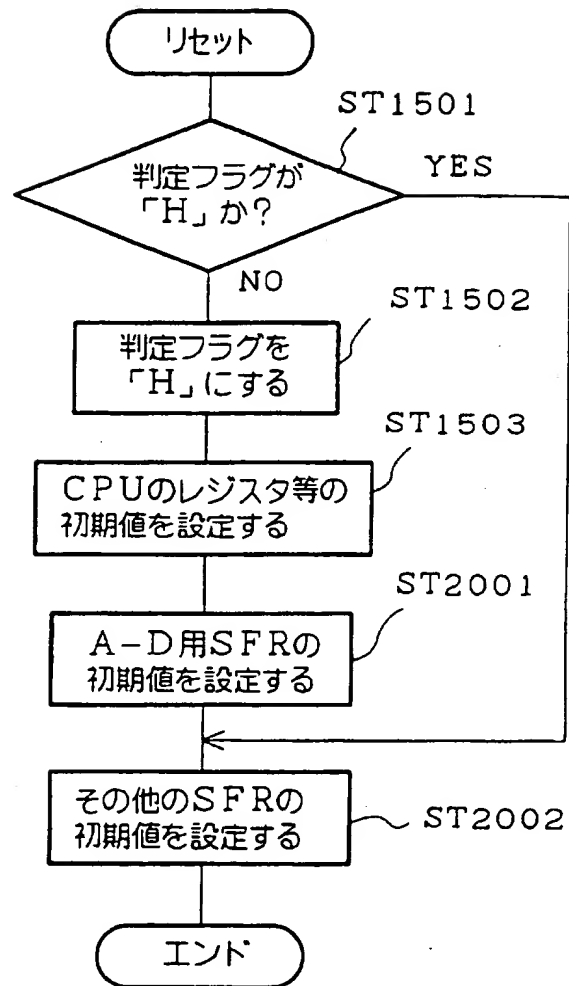 リセット
ST1501
判定フラグが
「H」か?
YES
NO
ST1502
判定フラグを
「H」にする
ST1503
CPUのレジスタ等の
初期値を設定する
ST2001
A-D用SFRの
初期値を設定する
その他のSFRの
初期値を設定する
ST2002
エンド